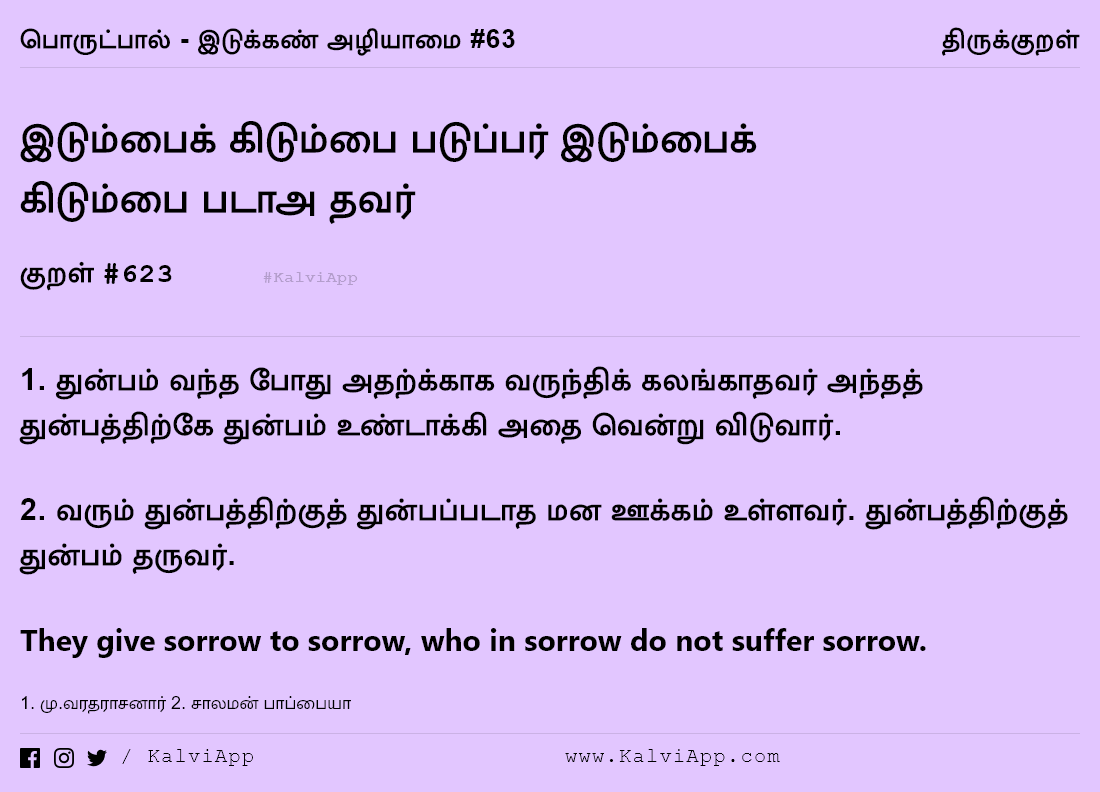 பொருட்பால் - இடுக்கண் அழியாமை #63 திருக்குறள்
இடும்பைக் கிடும்பை படுப்பர் இடும்பைக்
கிடும்பை படாஅ தவர்
குறள் #623 #KalviApp
1. துன்பம் வந்த போது அதற்க்காக வருந்திக் கலங்காதவர் அந்தத்
துன்பத்திற்கே துன்பம் உண்டாக்கி அதை வென்று விடுவார்.
2. வரும் துன்பத்திற்குத் துன்பப்படாத மன ஊக்கம் உள்ளவர். துன்பத்திற்குத்
துன்பம் தருவர்.
They give sorrow to sorrow, who in sorrow do not suffer sorrow.
1. மு.வரதராசனார் 2. சாலமன் பாப்பையா
/ KalviApp www.KalviApp.com